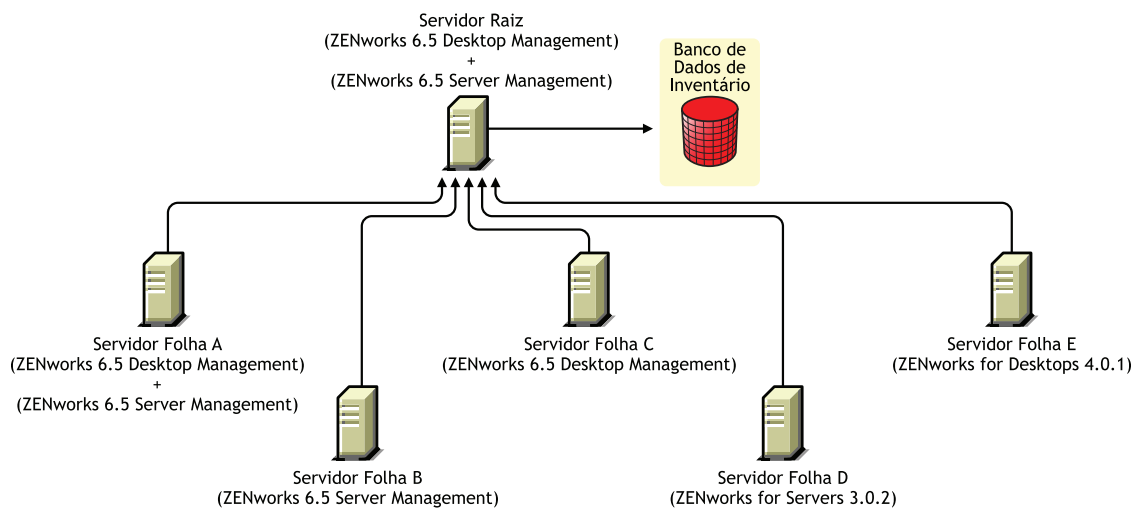 Servidor Raiz
(ZENworks 6.5 Desktop Management)
+
(ZENworks 6.5 Server Management)
Banco de
Dados de
Inventário
Servidor Folha A
(ZENworks 6.5 Desktop Management)
+
(ZENworks 6.5 Server Management)
Servidor Folha C
(ZENworks 6.5 Desktop Management)
Servidor Folha E
(ZENworks for Desktops 4.0.1)
Servidor Folha B
(ZENworks 6.5 Server Management)
Servidor Folha D
(ZENworks for Servers 3.0.2)